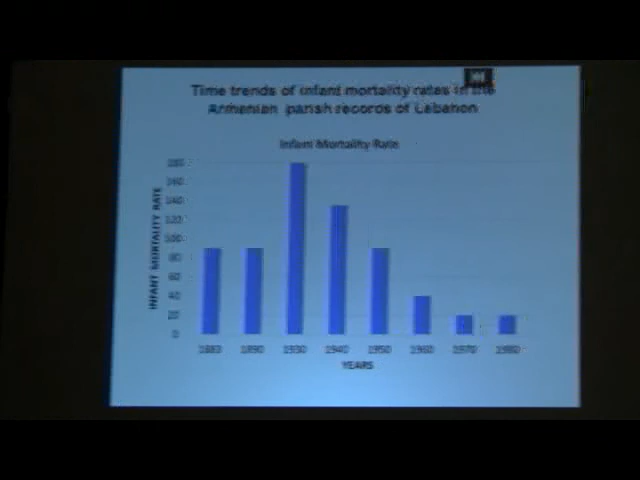 Time trends of infant mortality rates in the
Armenian parish records of Lebanon
Infant Mortality Rate
INFANT MORTALITY RATE
180
160
140
120
100
80
60
40
20
0
1880 1890 1930 1940 1950 1960 1970 1980
YEARS